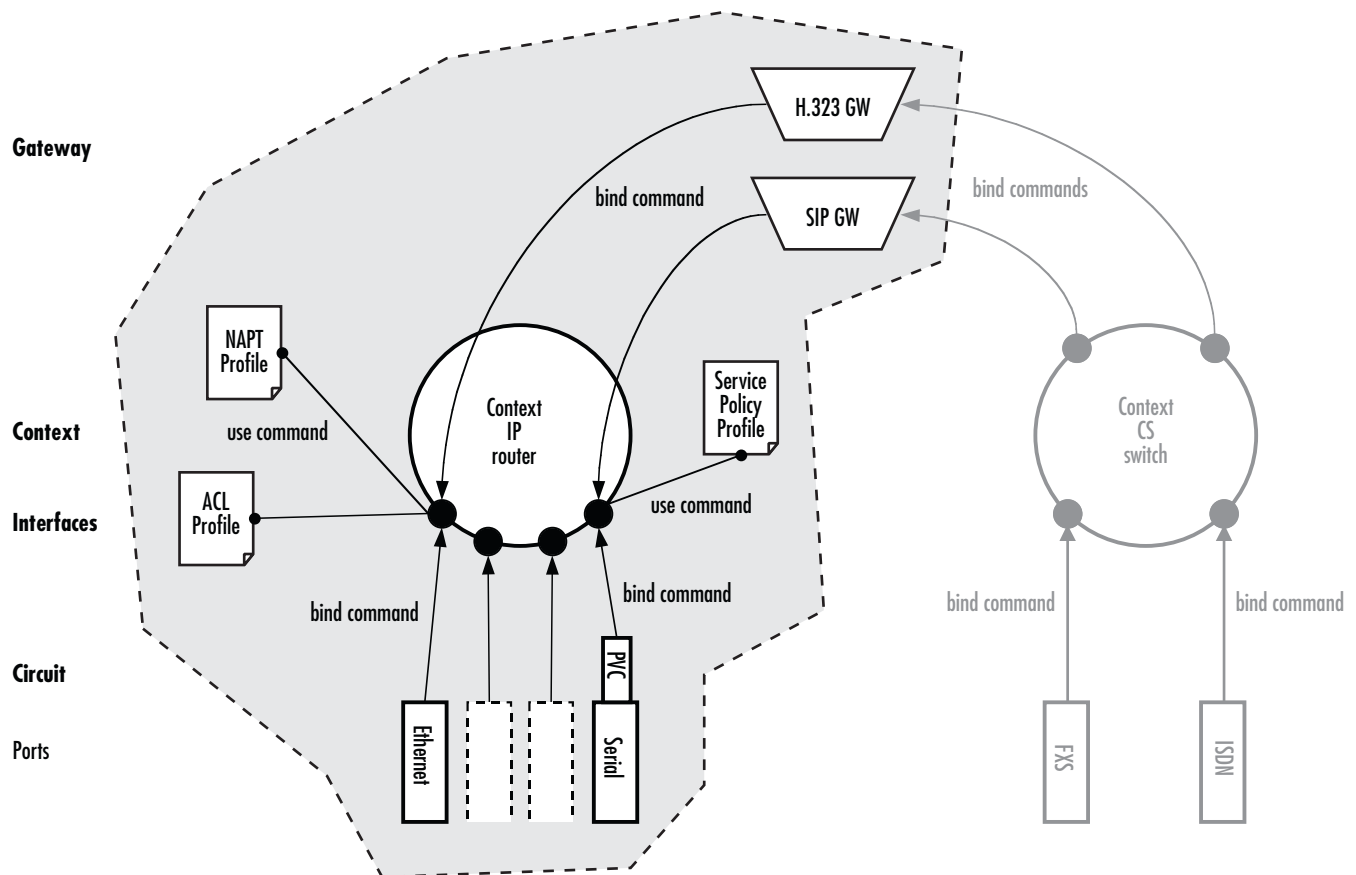 H.323 GW
Gateway
bind command
bind commands
SIP GW
NAPT
Profile
Service
Policy
Profile
Context
IP
router
Context
CS
switch
Context
use command
ACL
Profile
Interfaces
use command
bind command
bind command
bind command
bind command
Circuit
PVC
Ports
Ethernet
Serial
FXS
ISDN